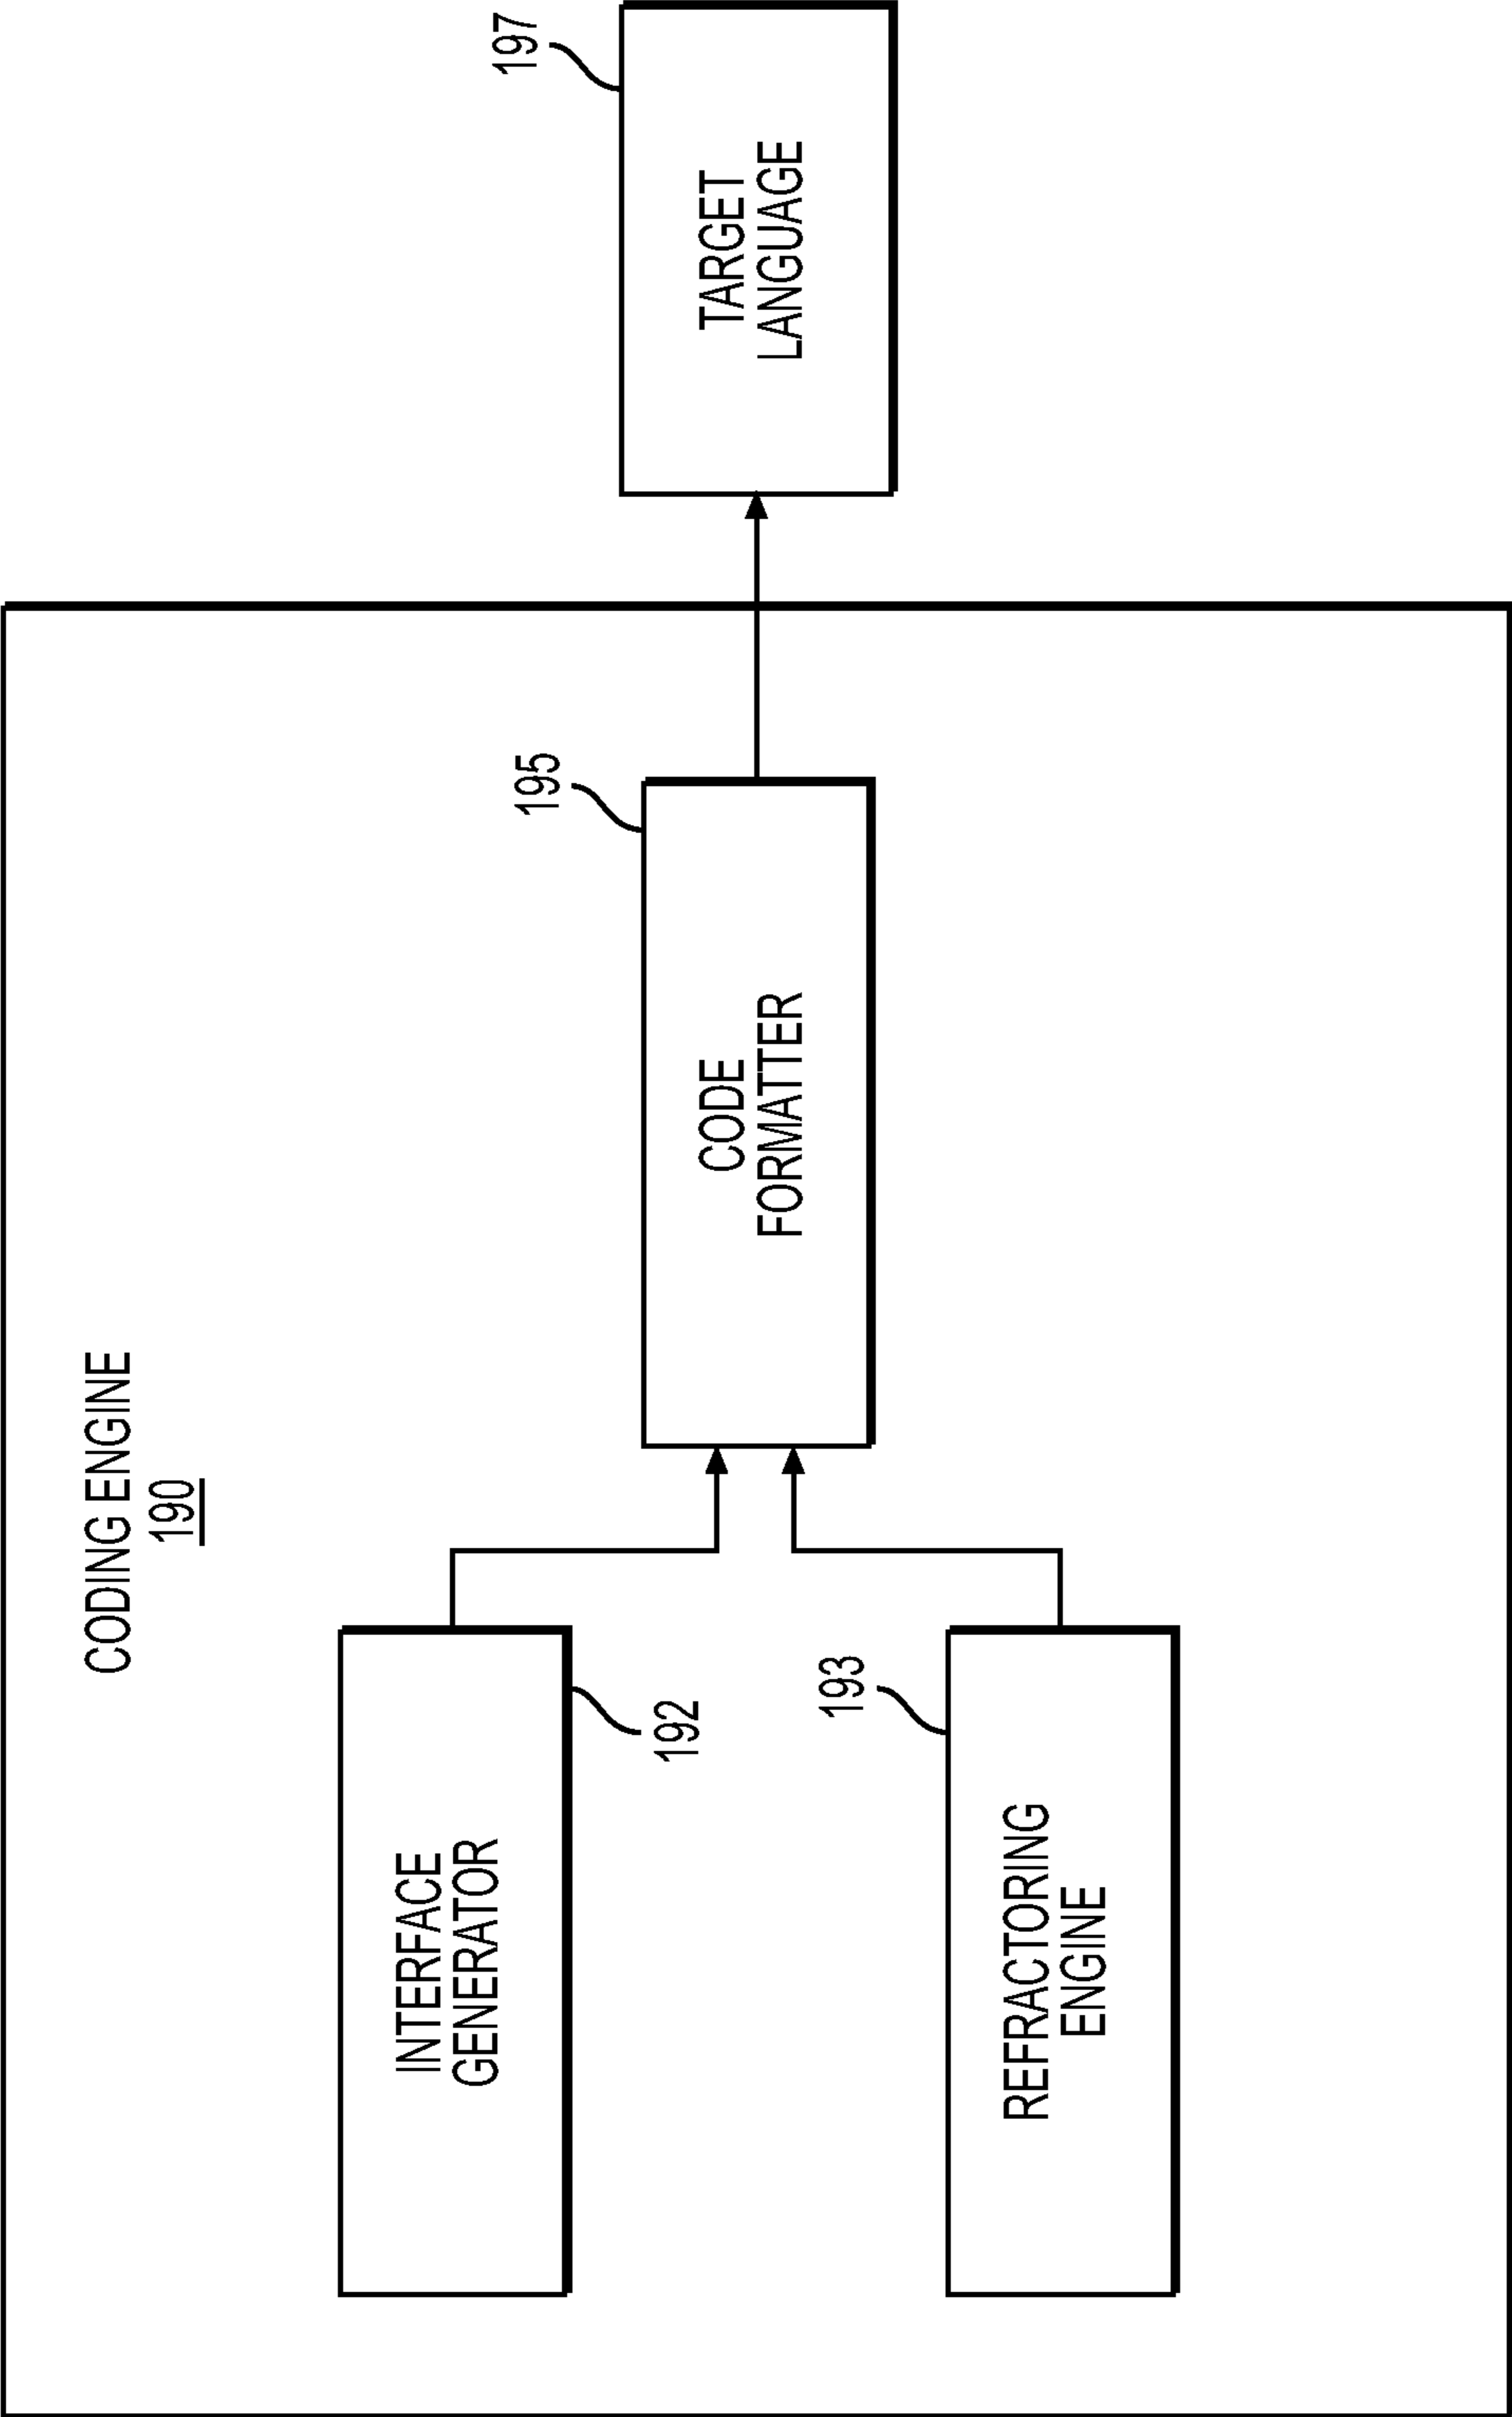 CODING ENGINE
190
INTERFACE
GENERATOR
192
193
REFRACTORING
ENGINE
195
CODE
FORMATTER
197
TARGET
LANGUAGE